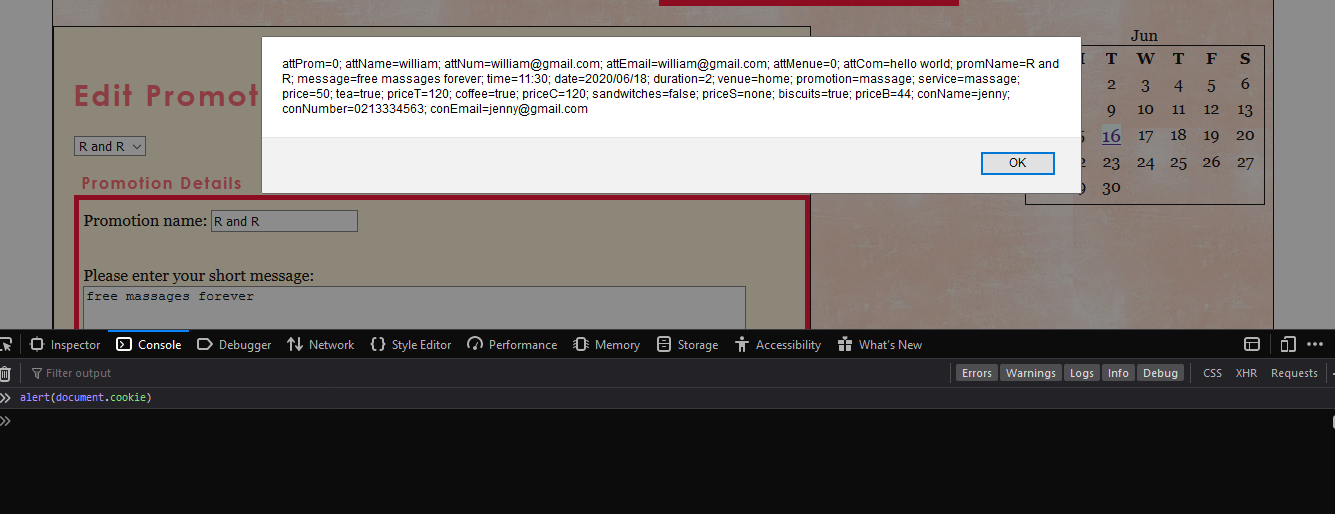 Jun
attProm=0; attName=william; attNum=william@gmail.com; attEmail=william@gmail.com; attMenue=0; attCom=hello world; promName=R and
R; message=free massages forever; time=11:30; date=2020/06/18; duration=2; venue=home; promotion=massage; service=massage;
price=50; tea=true; priceT=120; coffee=true; priceC=120; sandwitches=false; priceS=none; biscuits=true; priceB=44; conName=jenny;
conNumber=0213334563; conEmail=jenny@gmail.com
OK
T W T F S
2 3 4 5 6
9 10 11 12 13
16 17 18 19 20
23 24 25 26 27
30
Edit Promot
R and R
Promotion Details
Promotion name: R and R
Please enter your short message:
free massages forever
Inspector Console Debugger Network Style Editor Performance Memory Storage Accessibility What's New
Filter output Errors Warnings Logs Info Debug CSS XHR Requests
alert(document.cookie)